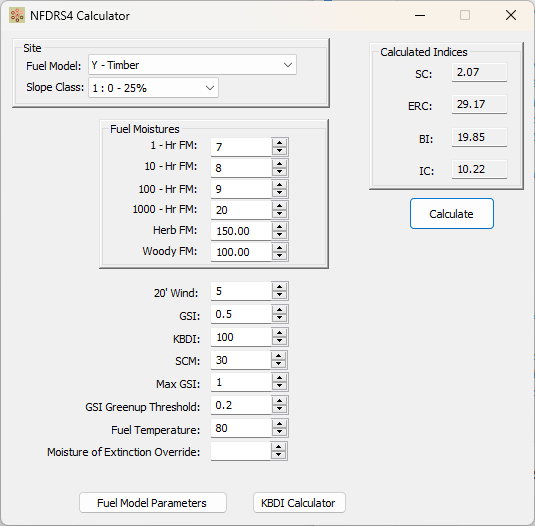 NFDRS4 Calculator
Site
Fuel Model: Y - Timber
Slope Class: 1 : 0 - 25%
Calculated Indices
SC: 2.07
ERC: 29.17
BI: 19.85
IC: 10.22
Calculate
Fuel Moistures
1 - Hr FM: 7
10 - Hr FM: 8
100 - Hr FM: 9
1000 - Hr FM: 20
Herb FM: 150.00
Woody FM: 100.00
20' Wind: 5
GSI: 0.5
KBDI: 100
SCM: 30
Max GSI: 1
GSI Greenup Threshold: 0.2
Fuel Temperature: 80
Moisture of Extinction Override:
Fuel Model Parameters KBDI Calculator